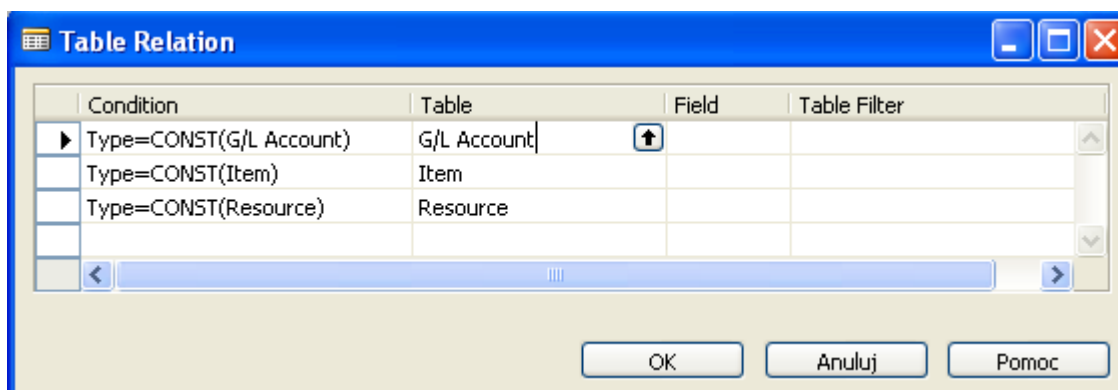 Table Relation
Condition Table Field Table Filter
Type=CONST(G/L Account) G/L Account
Type=CONST(Item) Item
Type=CONST(Resource) Resource
OK Anuluj Pomoc